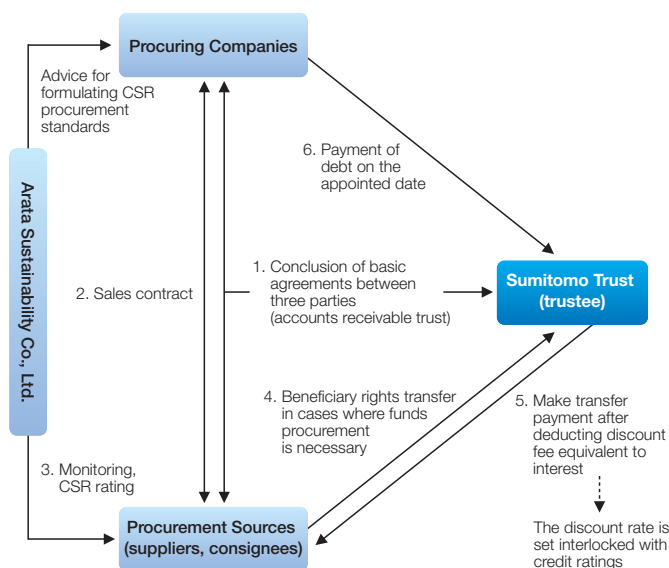 Procuring Companies
Advice for
formulating CSR
procurement
standards
Arata Sustainability Co., Ltd.
6. Payment of
debt on the
appointed date
2. Sales contract
1. Conclusion of basic
agreements between
three parties
(accounts receivable trust)
Sumitomo Trust
(trustee)
4. Beneficiary rights transfer
in cases where funds
procurement
is necessary
5. Make transfer
payment after
deducting discount
fee equivalent to
interest
3. Monitoring,
CSR rating
Procurement Sources
(suppliers, consignees)
The discount rate is
set interlocked with
credit ratings